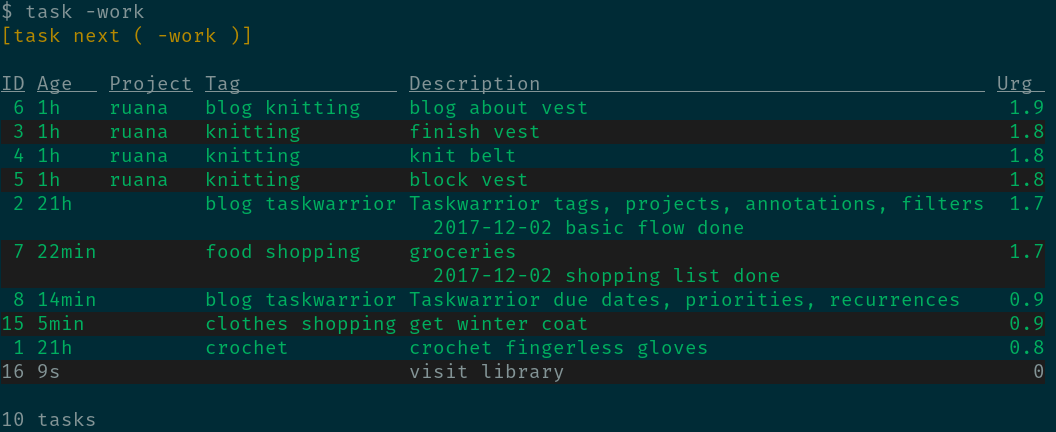 $ task -work
[task next ( -work )]
ID Age Project Tag Description Urg
6 1h ruana blog knitting blog about vest 1.9
3 1h ruana knitting finish vest 1.8
4 1h ruana knitting knit belt 1.8
5 1h ruana knitting block vest 1.8
2 21h blog taskwarrior Taskwarrior tags, projects, annotations, filters 1.7
2017-12-02 basic flow done
7 22min food shopping groceries 1.7
2017-12-02 shopping list done
8 14min blog taskwarrior Taskwarrior due dates, priorities, recurrences 0.9
15 5min clothes shopping get winter coat 0.9
1 21h crochet crochet fingerless gloves 0.8
16 9s visit library 0
10 tasks